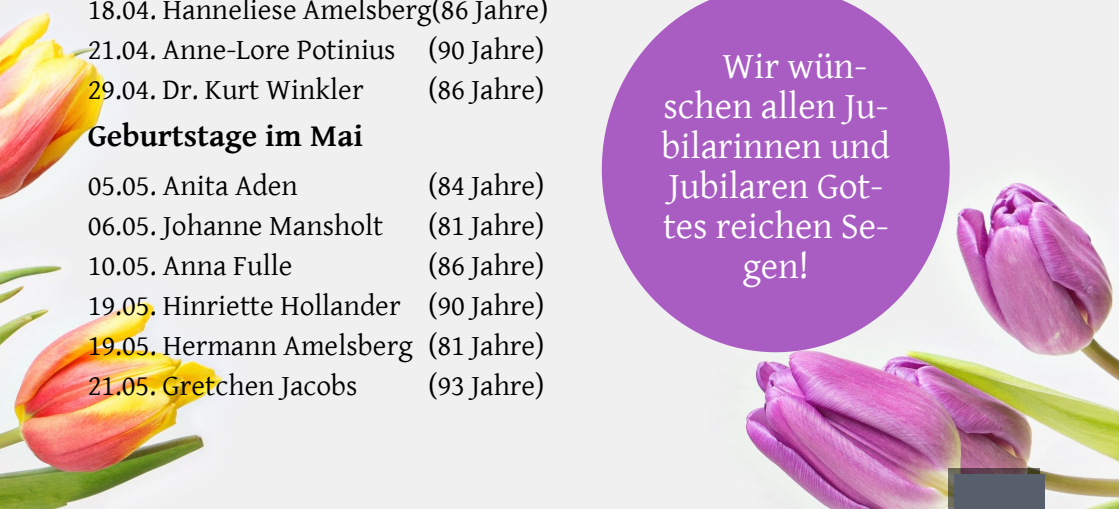 18.04. Hanneliese Amelsberg(86 Jahre)
21.04. Anne-Lore Potinius (90 Jahre)
29.04. Dr. Kurt Winkler (86 Jahre)
Geburtstage im Mai
05.05. Anita Aden (84 Jahre)
06.05. Johanne Mansholt (81 Jahre)
10.05. Anna Fulle (86 Jahre)
19.05. Hinriette Hollander (90 Jahre)
19.05. Hermann Amelsberg (81 Jahre)
21.05. Gretchen Jacobs (93 Jahre)
Wir wün-
schen allen Ju-
bilarinnen und
Jubilaren Got-
tes reichen Se-
gen!